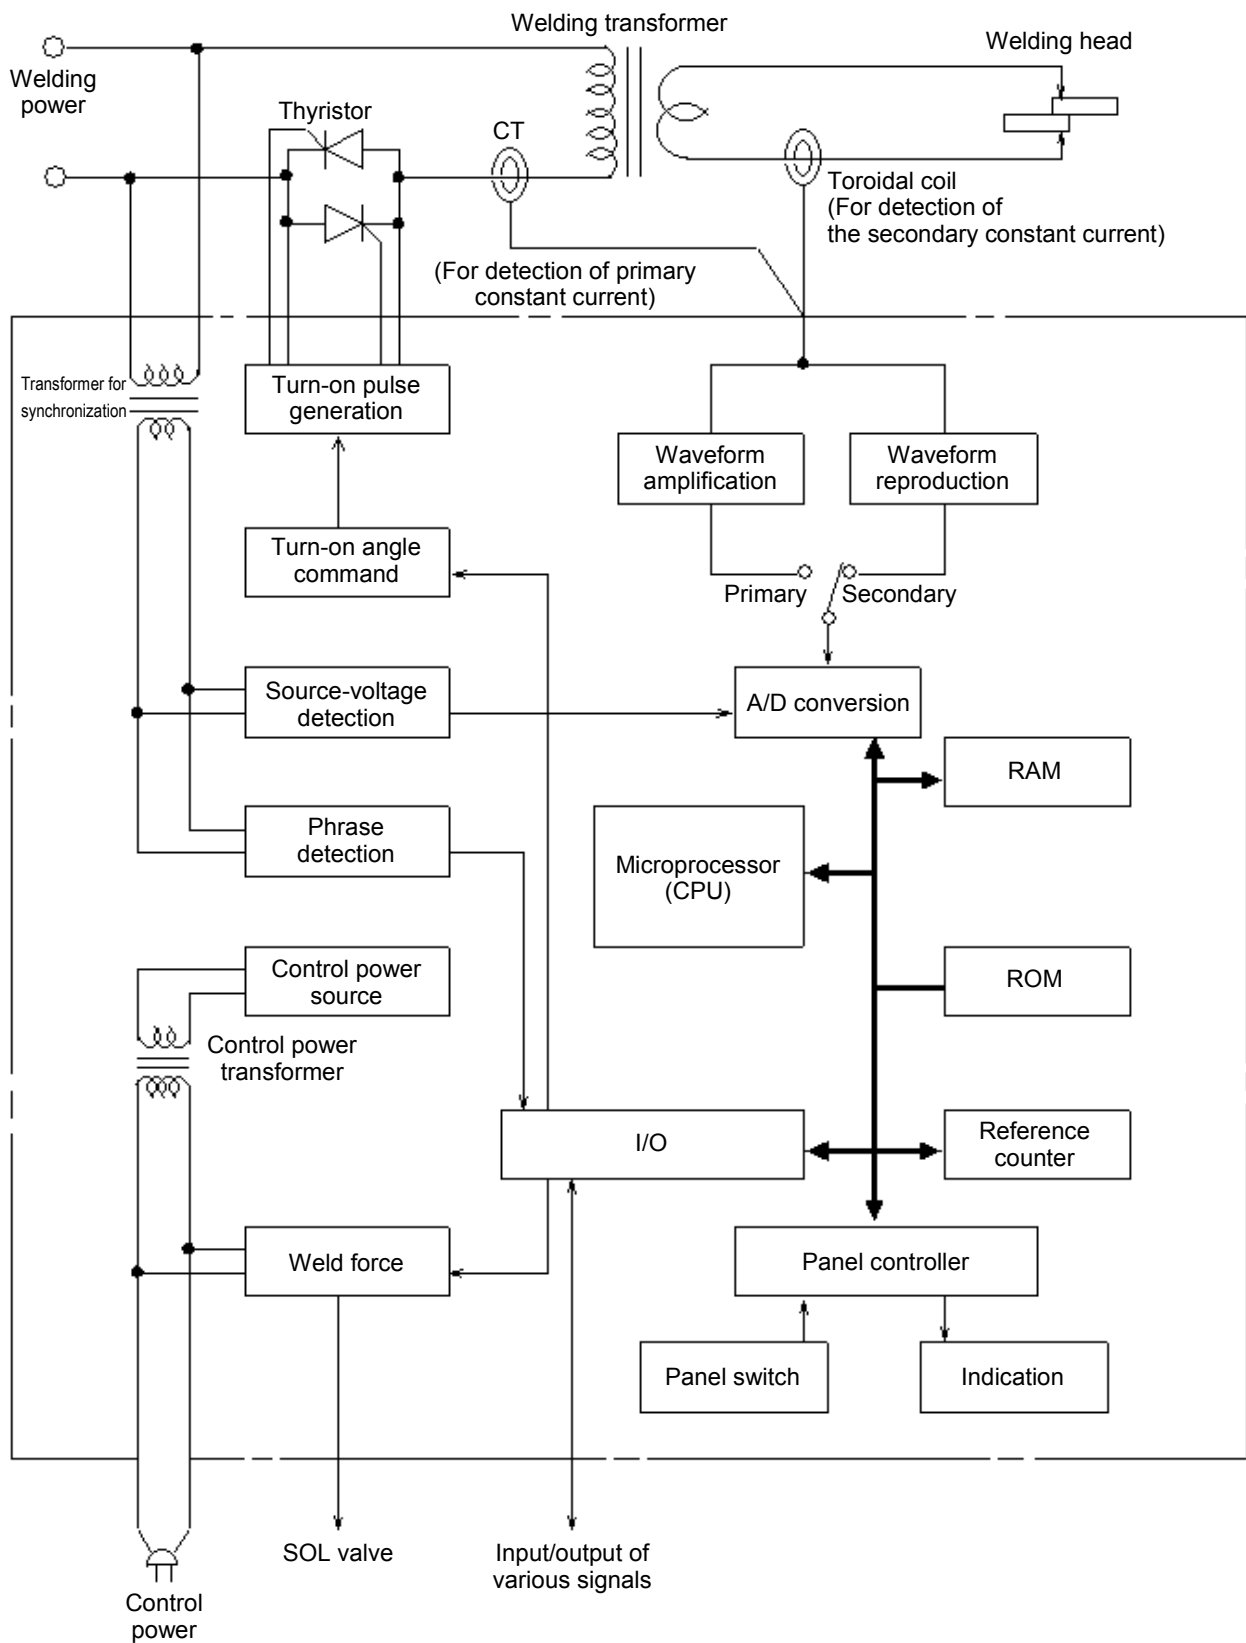 Welding transformer
Welding head
Welding
power
Thyristor
CT
Toroidal coil
(For detection of
the secondary constant current)
(For detection of primary
constant current)
Transformer for
synchronization
Turn-on pulse
generation
Waveform
amplification
Waveform
reproduction
Turn-on angle
command
Primary
Secondary
Source-voltage
detection
A/D conversion
RAM
Phrase
detection
Microprocessor
(CPU)
Control power
source
ROM
Control power
transformer
I/O
Reference
counter
Weld force
Panel controller
Panel switch
Indication
SOL valve
Input/output of
various signals
Control
power